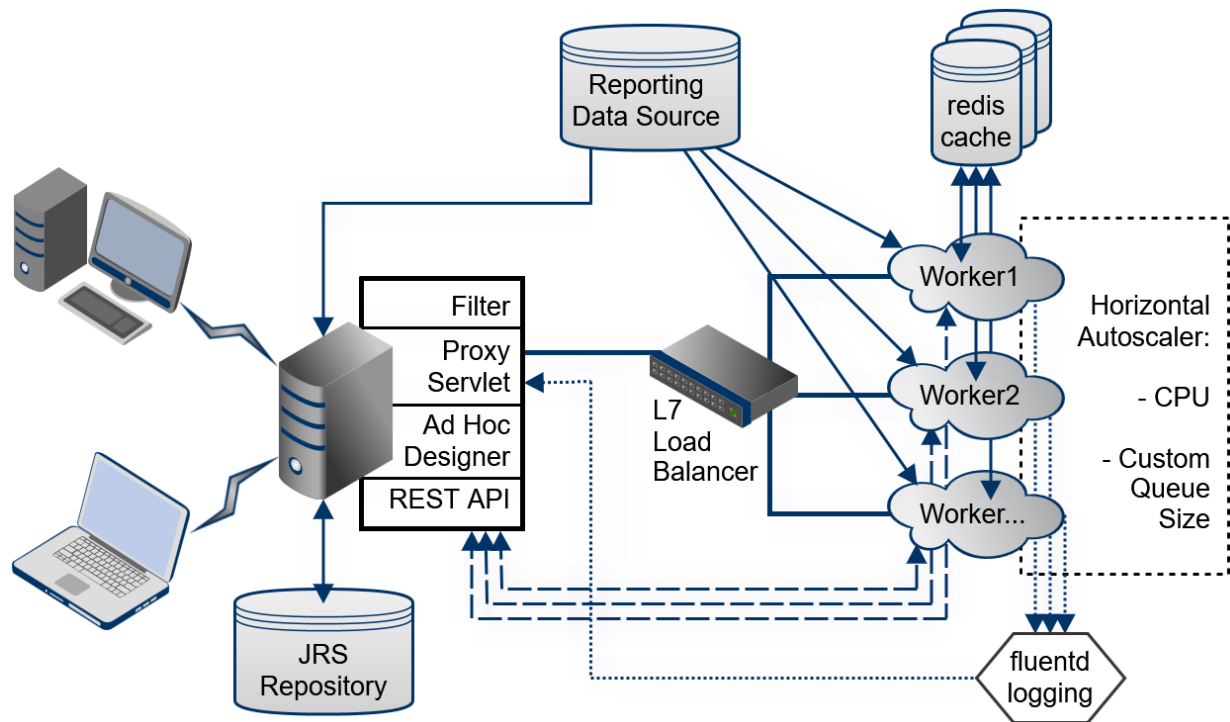 Reporting
Data Source
redis
cache
Worker1
Filter
Proxy
Servlet
Ad Hoc
Designer
REST API
L7
Load
Balancer
Worker2
Worker...
Horizontal
Autoscaler:
- CPU
- Custom
Queue
Size
JRS
Repository
fluentd
logging